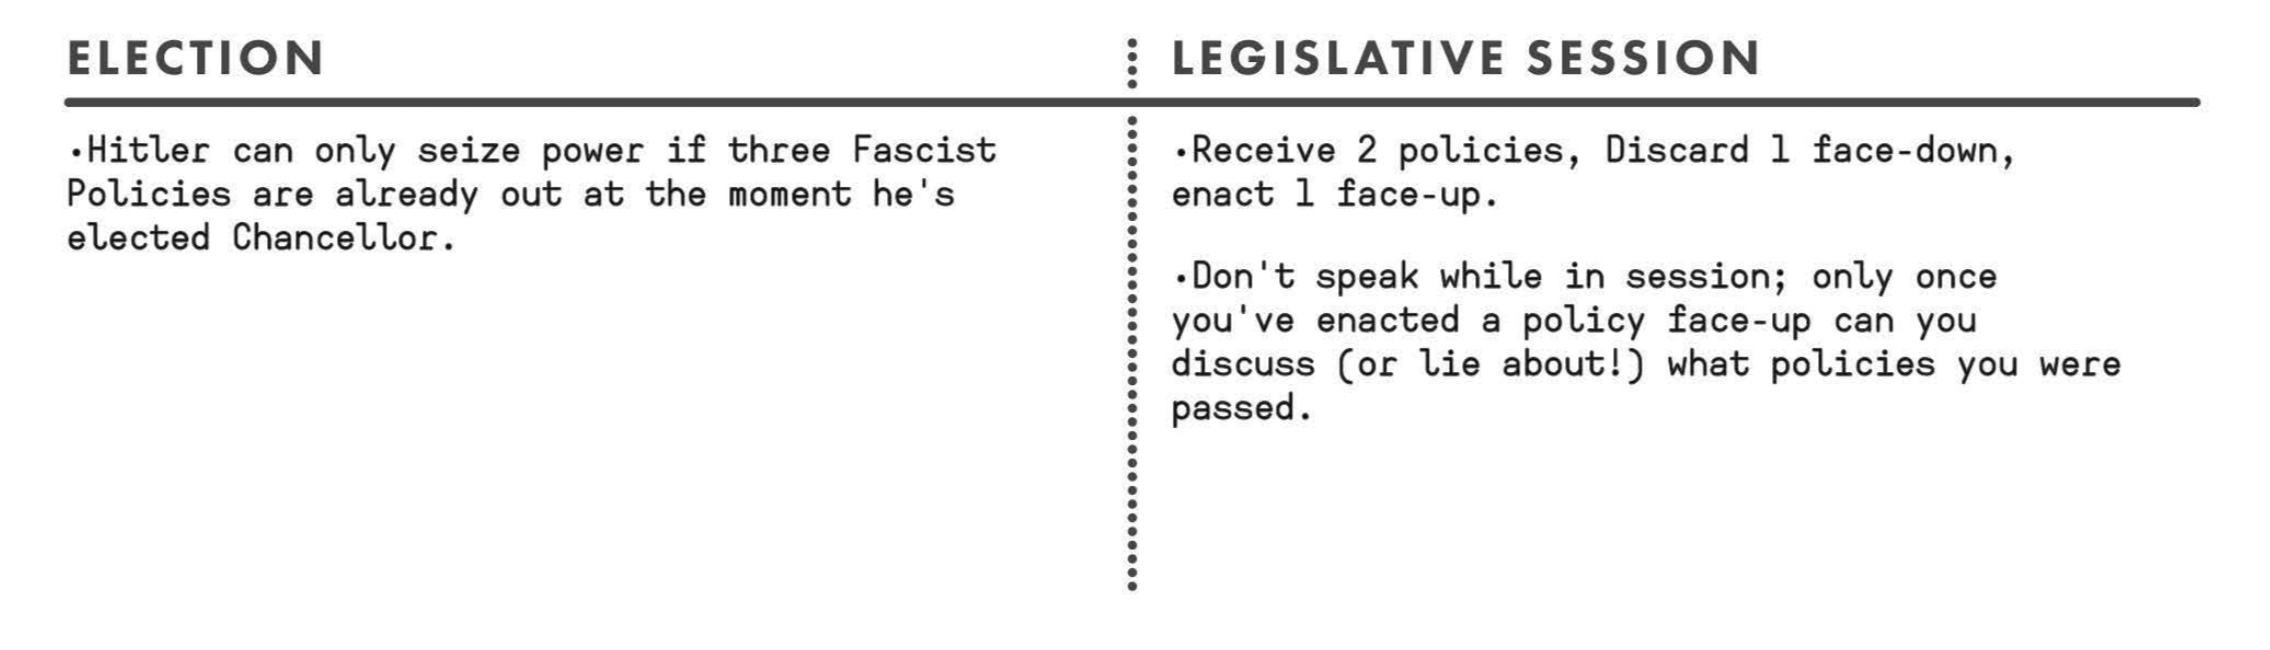 ELECTION
•Hitler can only seize power if three Fascist
Policies are already out at the moment he's
elected Chancellor.
LEGISLATIVE SESSION
•Receive 2 policies, Discard 1 face-down,
enact 1 face-up.
•Don't speak while in session; only once
you've enacted a policy face-up can you
discuss (or lie about!) what policies you were
passed.